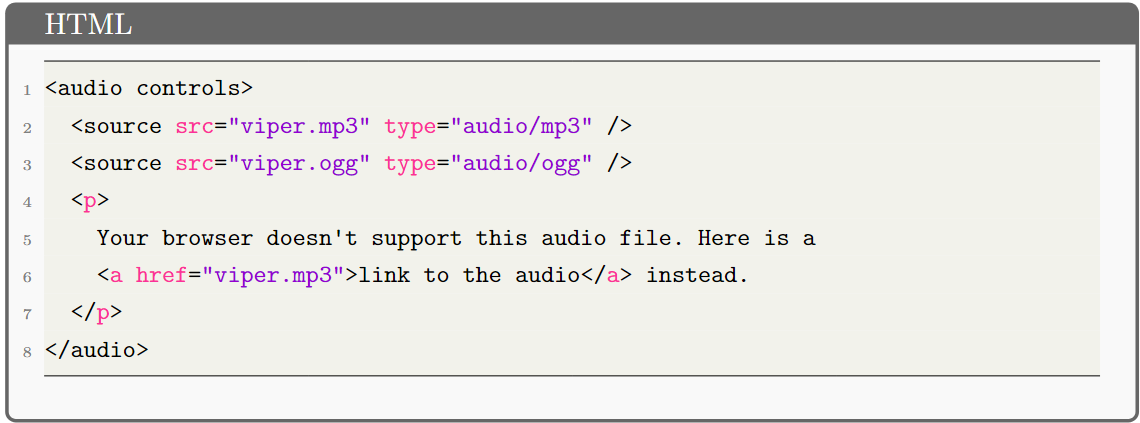 HTML
1 <audio controls>
2   <source src="viper.mp3" type="audio/mp3" />
3   <source src="viper.ogg" type="audio/ogg" />
4   <p>
5     Your browser doesn't support this audio file. Here is a
6     <a href="viper.mp3">link to the audio</a> instead.
7   </p>
8 </audio>